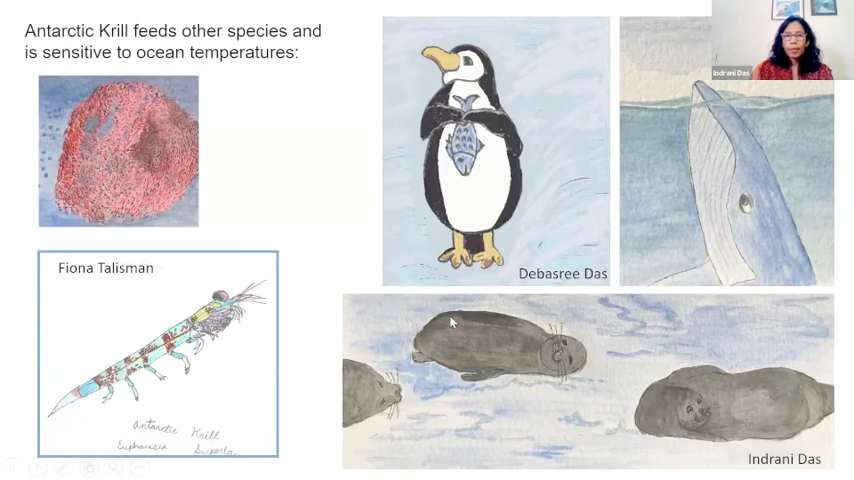 Antarctic Krill feeds other species and
is sensitive to ocean temperatures:
Indrani Das
Fiona Talisman
Antarctic Krill
Euphausia Superba
Debasree Das
Indrani Das